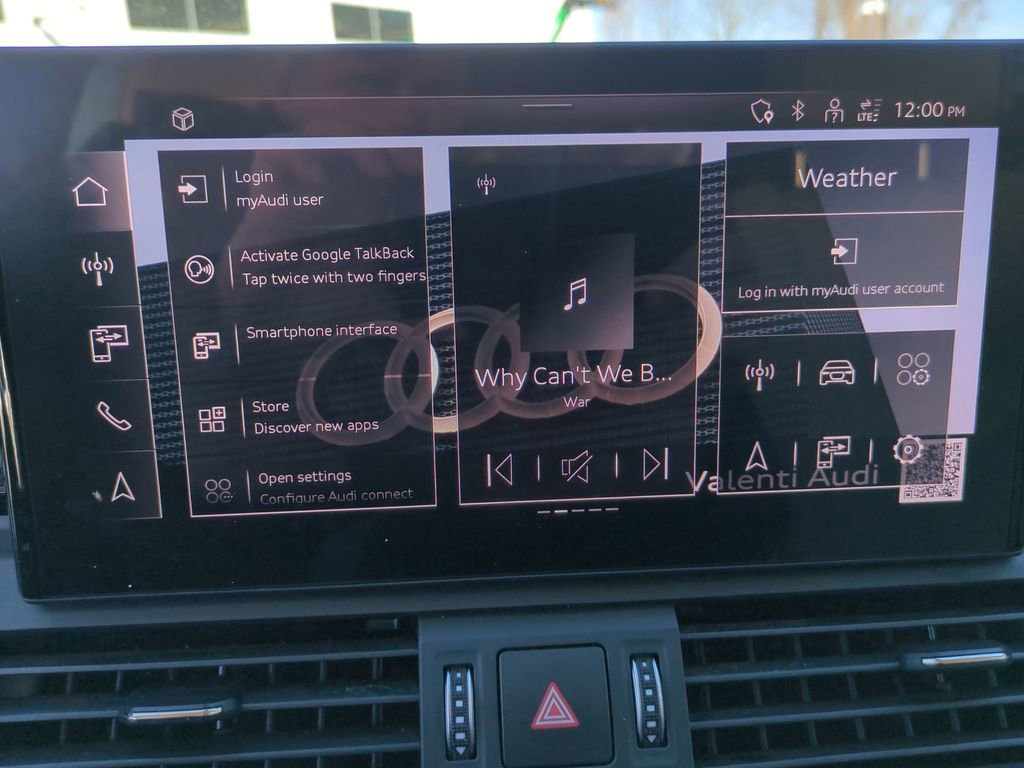 LTE
12:00 PM
Login
myAudi user
Activate Google TalkBack
Tap twice with two fingers
Smartphone interface
Store
Discover new apps
Open settings
Configure Audi connect
Why Can't We B...
War
Weather
Log in with myAudi user account
Valenti Audi